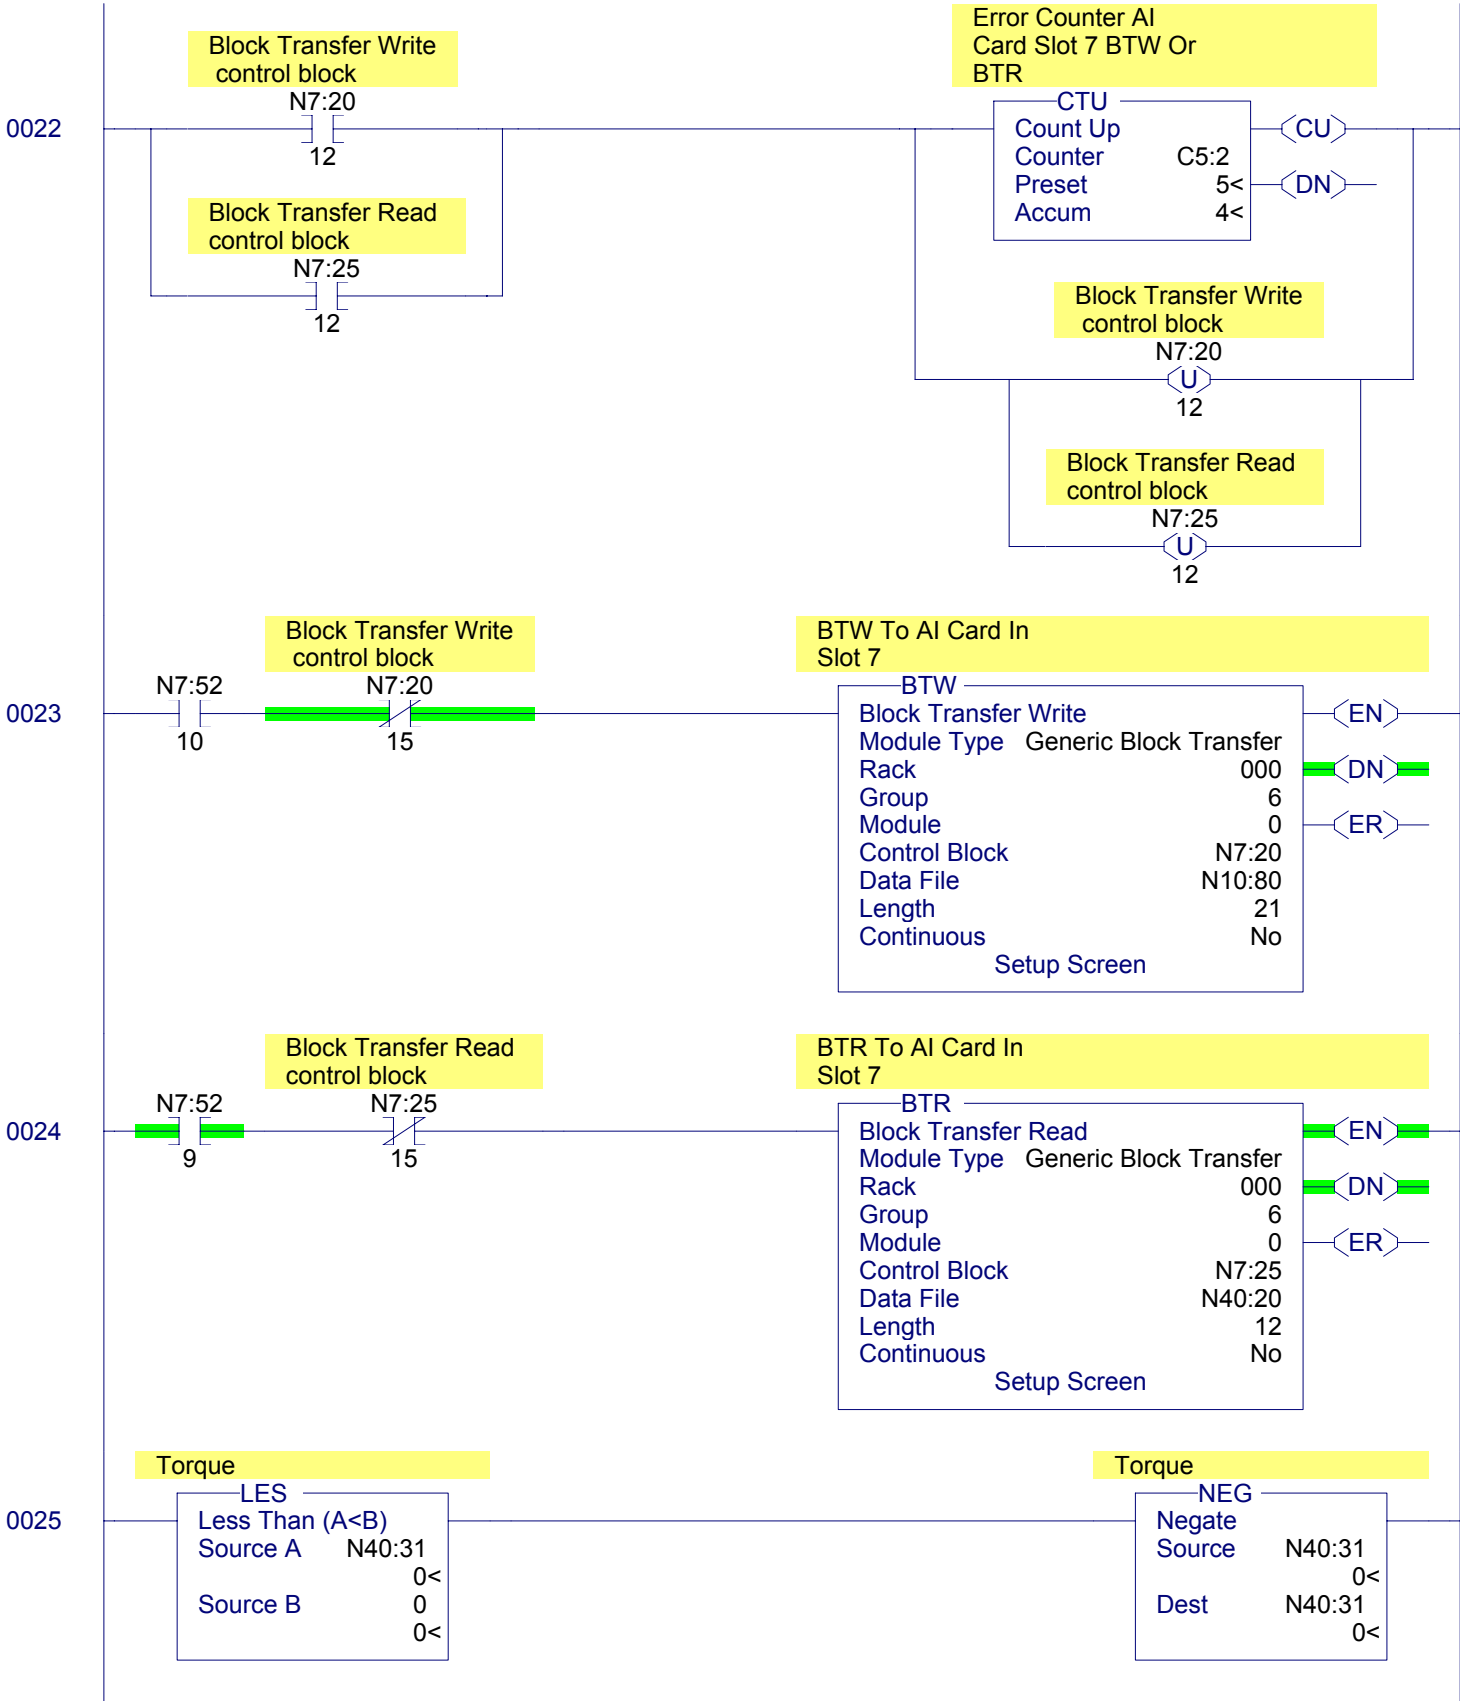 Error Counter AI
Card Slot 7 BTW Or
BTR
Block Transfer Write
control block
N7:20
12
0022
CTU
Count Up
Counter C5:2
Preset 5<
Accum 4<
CU
DN
Block Transfer Read
control block
N7:25
12
Block Transfer Write
control block
N7:20
U
12
Block Transfer Read
control block
N7:25
U
12
0023
N7:52
10
Block Transfer Write
control block
N7:20
15
BTW To AI Card In
Slot 7
BTW
Block Transfer Write
Module Type Generic Block Transfer
Rack 000
Group 6
Module 0
Control Block N7:20
Data File N10:80
Length 21
Continuous No
Setup Screen
EN
DN
ER
0024
N7:52
9
Block Transfer Read
control block
N7:25
15
BTR To AI Card In
Slot 7
BTR
Block Transfer Read
Module Type Generic Block Transfer
Rack 000
Group 6
Module 0
Control Block N7:25
Data File N40:20
Length 12
Continuous No
Setup Screen
EN
DN
ER
0025
Torque
LES
Less Than (A<B)
Source A N40:31
0<
Source B 0
0<
Torque
NEG
Negate
Source N40:31
0<
Dest N40:31
0<